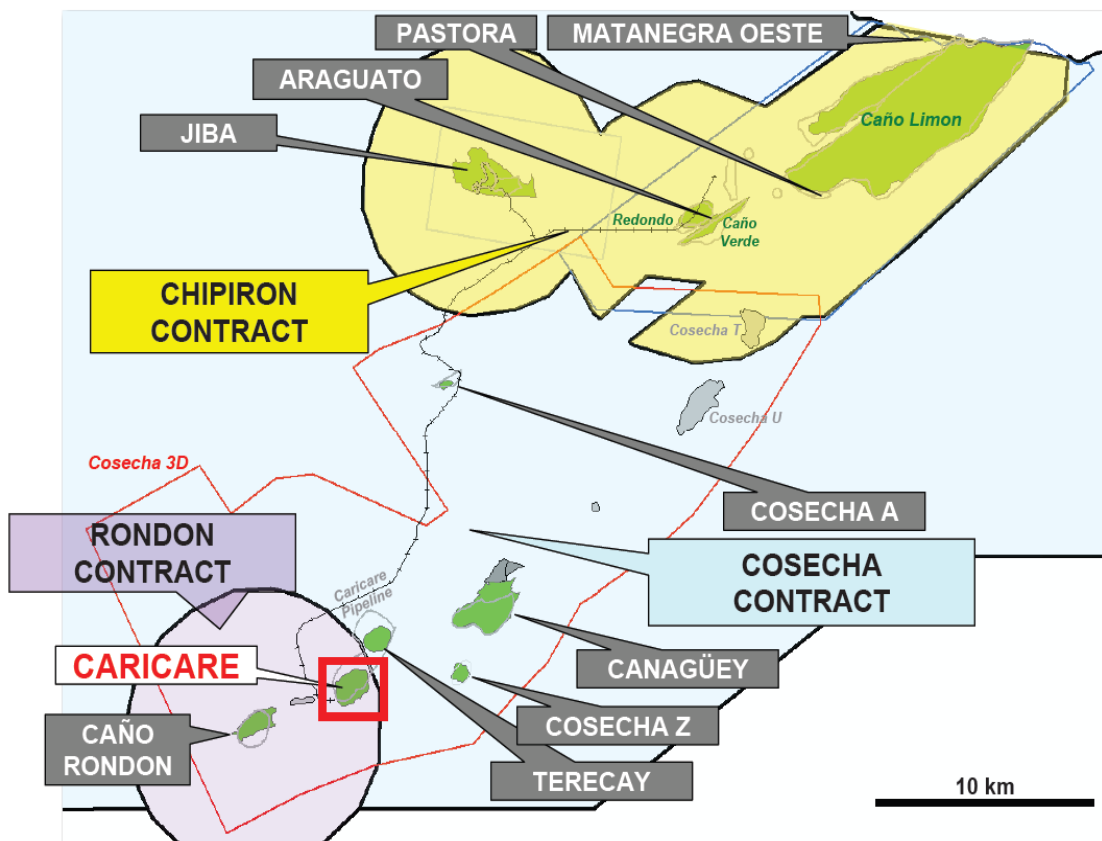 PASTORA
MATANEGRA OESTE
ARAGUATO
JIBA
Caño Limon
Redondo
Caño
Verde
CHIPIRON
CONTRACT
Cosecha T
Cosecha U
Cosecha 3D
COSECHA A
RONDON
CONTRACT
COSECHA
CONTRACT
Caricare
Pipeline
CARICARE
CANAGÜEY
CAÑO
RONDON
COSECHA Z
TERECAY
10 km